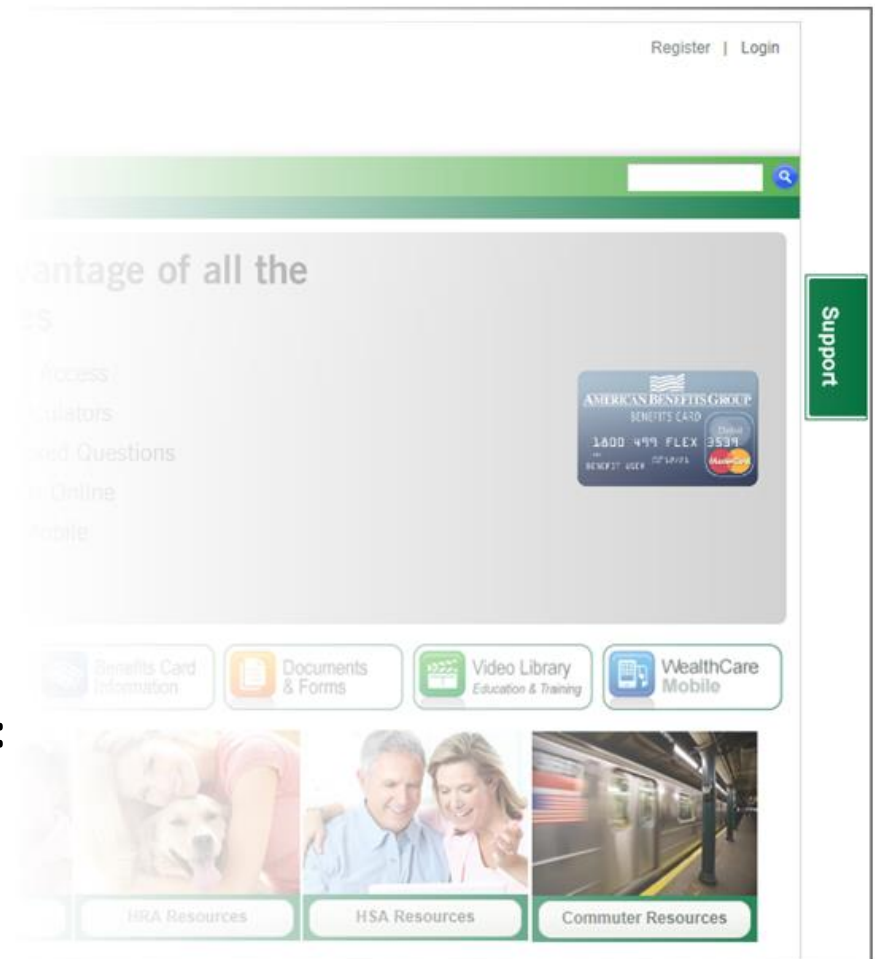 Register | Login
antage of all the
Support
Access
Questions
Online
Mobile
AMERICAN BENEFITS GROUP
BENEFITS CARD
Debit
1800 499 FLEX 3539
BENEFIT USER
MasterCard
Benefits Card
Information
Documents
& Forms
Video Library
Education & Training
WealthCare
Mobile
:
HRA Resources
HSA Resources
Commuter Resources